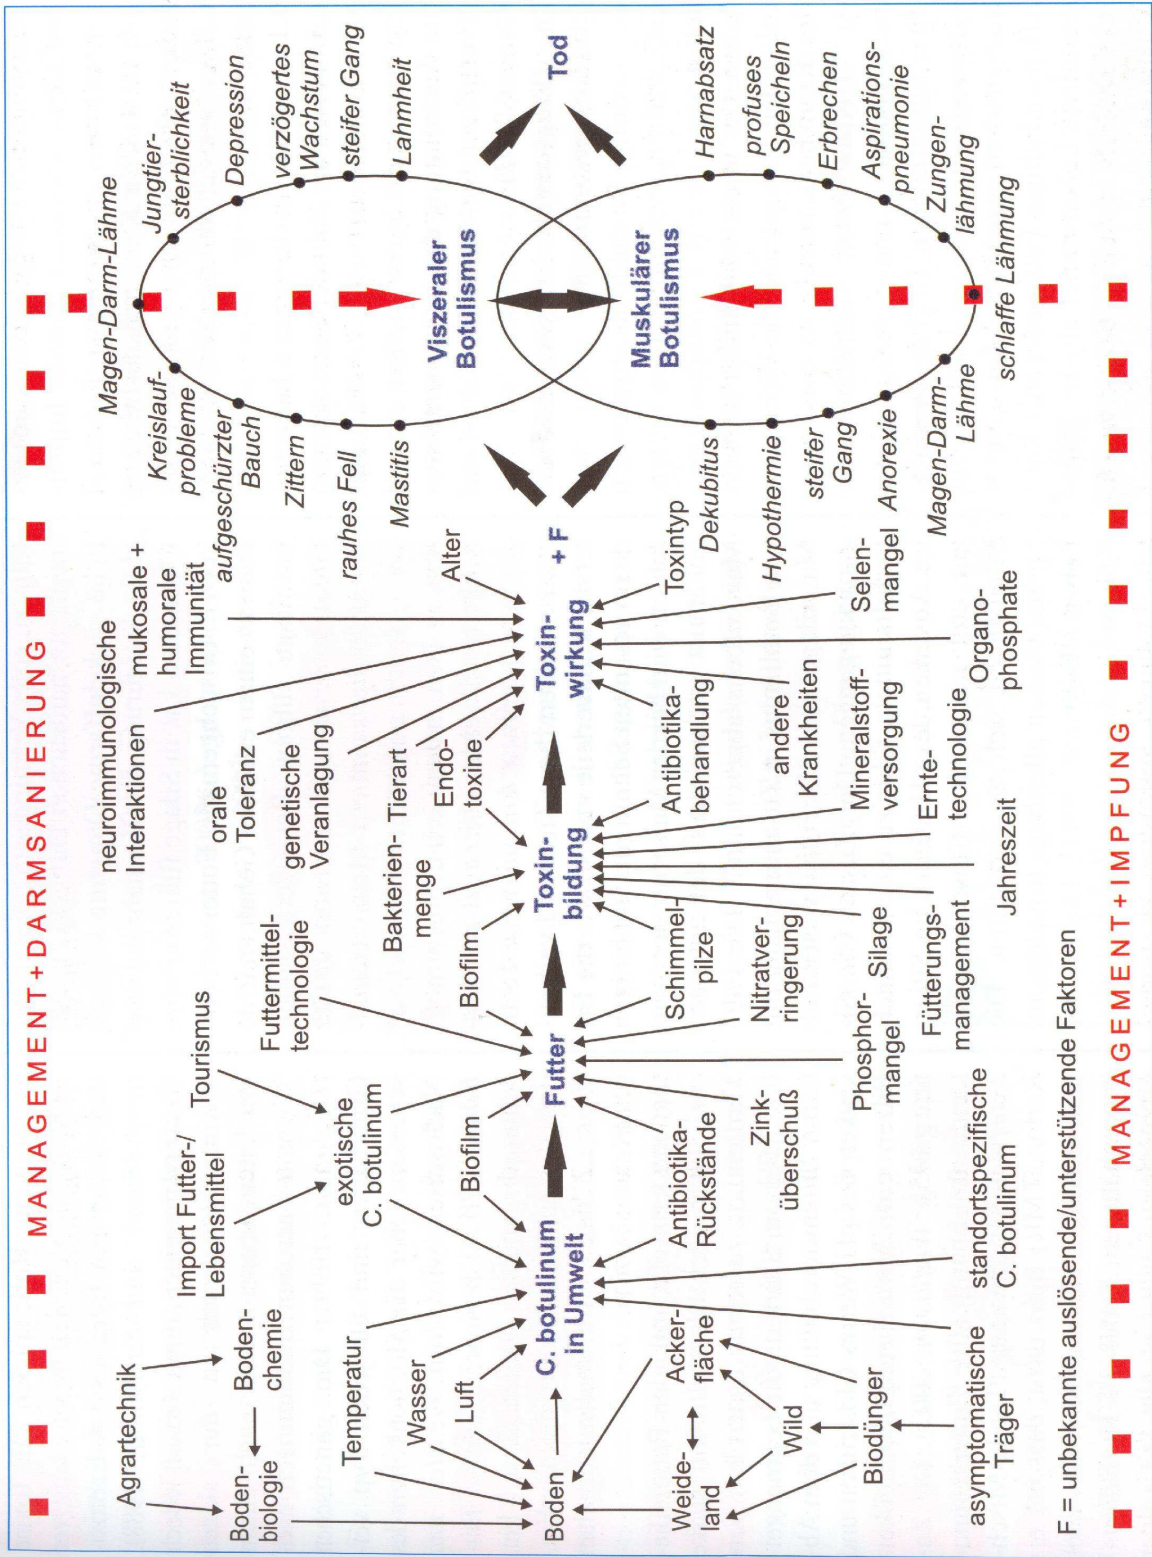 MANAGEMENT+DARMSANIERUNG
Agrartechnik
Boden-
biologie
Boden-
chemie
Import Futter-/
Lebensmittel
Tourismus
exotische
C. botulinum
Futtermittel-
technologie
Temperatur
Wasser
Luft
Biofilm
Biofilm
Bakterien-
menge
Tierart
Endo-
toxine
neuroimmunologische
Interaktionen
orale
Toleranz
genetische
Veranlagung
mukosale +
humorale
Immunität
Alter
Magen-Darm-Lähme
Kreislauf-
probleme
aufgeschürzter
Bauch
Zittern
rauhes Fell
Mastitis
Jungtier-
sterblichkeit
Depression
verzögertes
Wachstum
steifer Gang
Lahmheit
Viszeraler
Botulismus
Boden
C. botulinum
in Umwelt
Futter
Toxin-
bildung
Toxin-
wirkung
+ F
Tod
Muskulärer
Botulismus
Weide-
land
Acker-
fläche
Wild
Biodünger
asymptomatische
Träger
standortspezifische
C. botulinum
Antibiotika-
Rückstände
Zink-
überschuß
Phosphor-
mangel
Nitratver-
ringerung
Schimmel-
pilze
Silage
Fütterungs-
management
Jahreszeit
Ernte-
technologie
Mineralstoff-
versorgung
Antibiotika-
behandlung
andere
Krankheiten
Organo-
phosphate
Selen-
mangel
Toxintyp
Dekubitus
Hypothermie
steifer
Gang
Anorexie
Magen-Darm-
Lähme
schlaffe Lähmung
Harnabsatz
profuses
Speicheln
Erbrechen
Aspirations-
pneumonie
Zungen-
lähmung
F = unbekannte auslösende/unterstützende Faktoren
MANAGEMENT+IMPFUNG